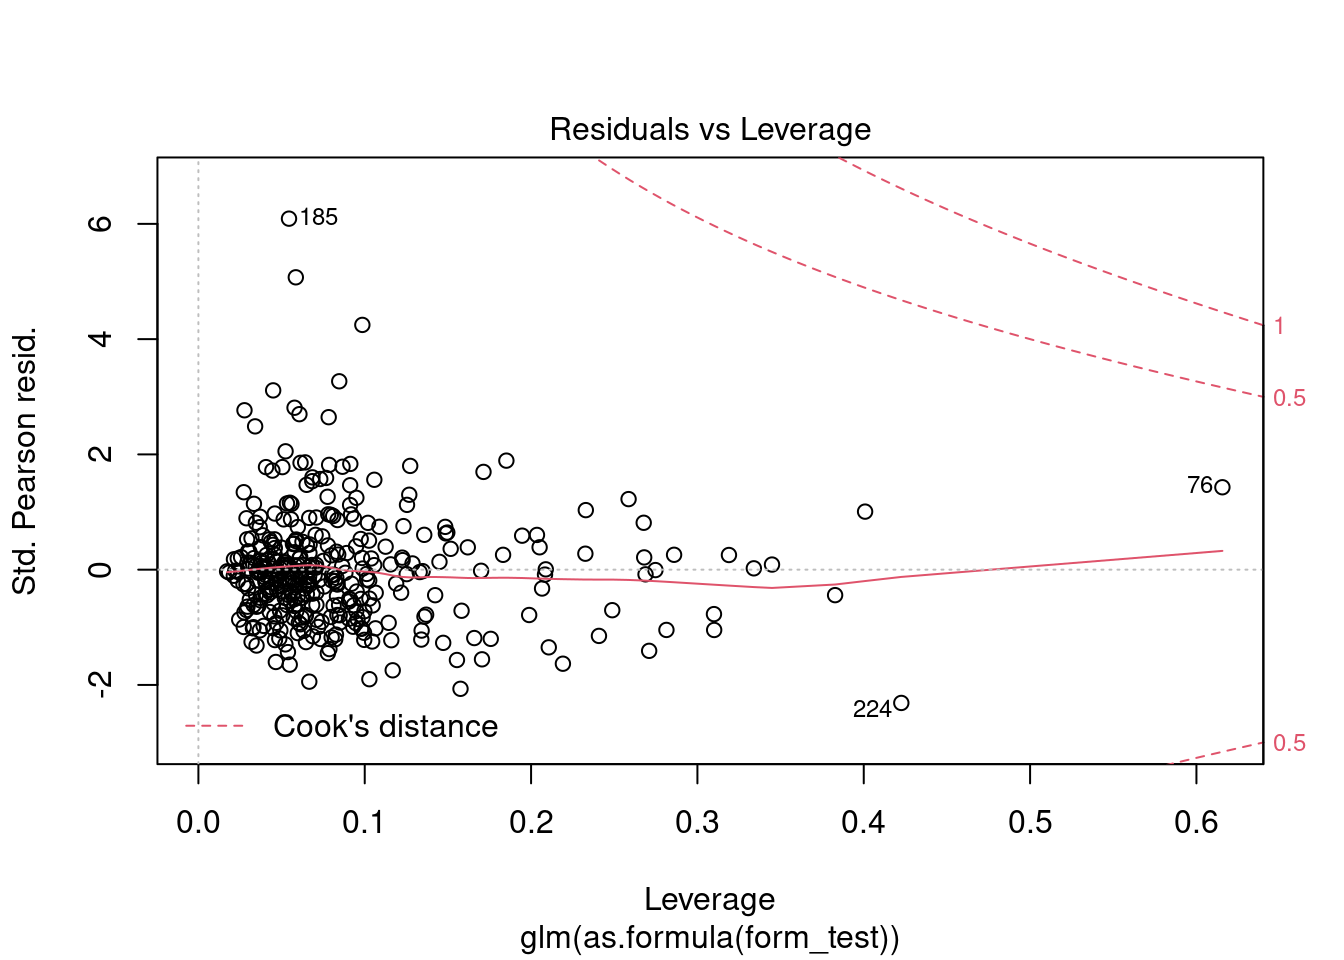 Residuals vs Leverage
Std. Pearson resid.
6
4
2
0
-2
185
76
224
1
0.5
0.5
Cook's distance
0.0 0.1 0.2 0.3 0.4 0.5 0.6
Leverage
glm(as.formula(form_test))